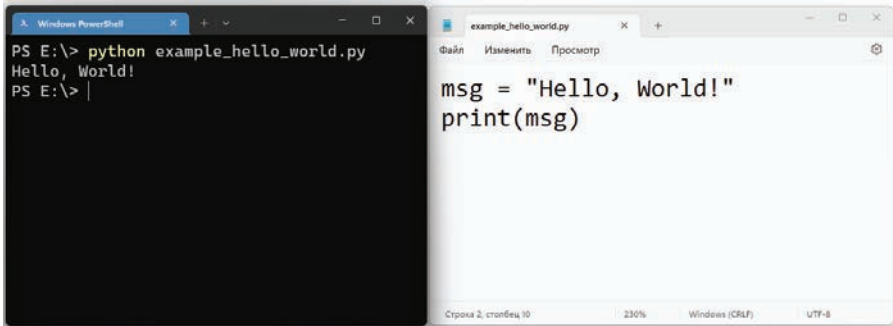 Windows PowerShell
PS E:\> python example_hello_world.py
Hello, World!
PS E:\>
example_hello_world.py
Файл Изменить Просмотр
msg = "Hello, World!"
print(msg)
Строка 2, столбец 10 230% Windows (CRLF) UTF-8